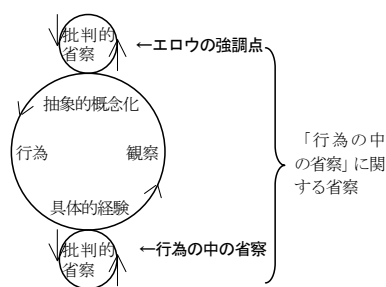 批判的
省察
←エロウの強調点
抽象的概念化
行為
観察
具体的経験
批判的
省察
←行為の中の省察
「行為の中
の省察」に関
する省察